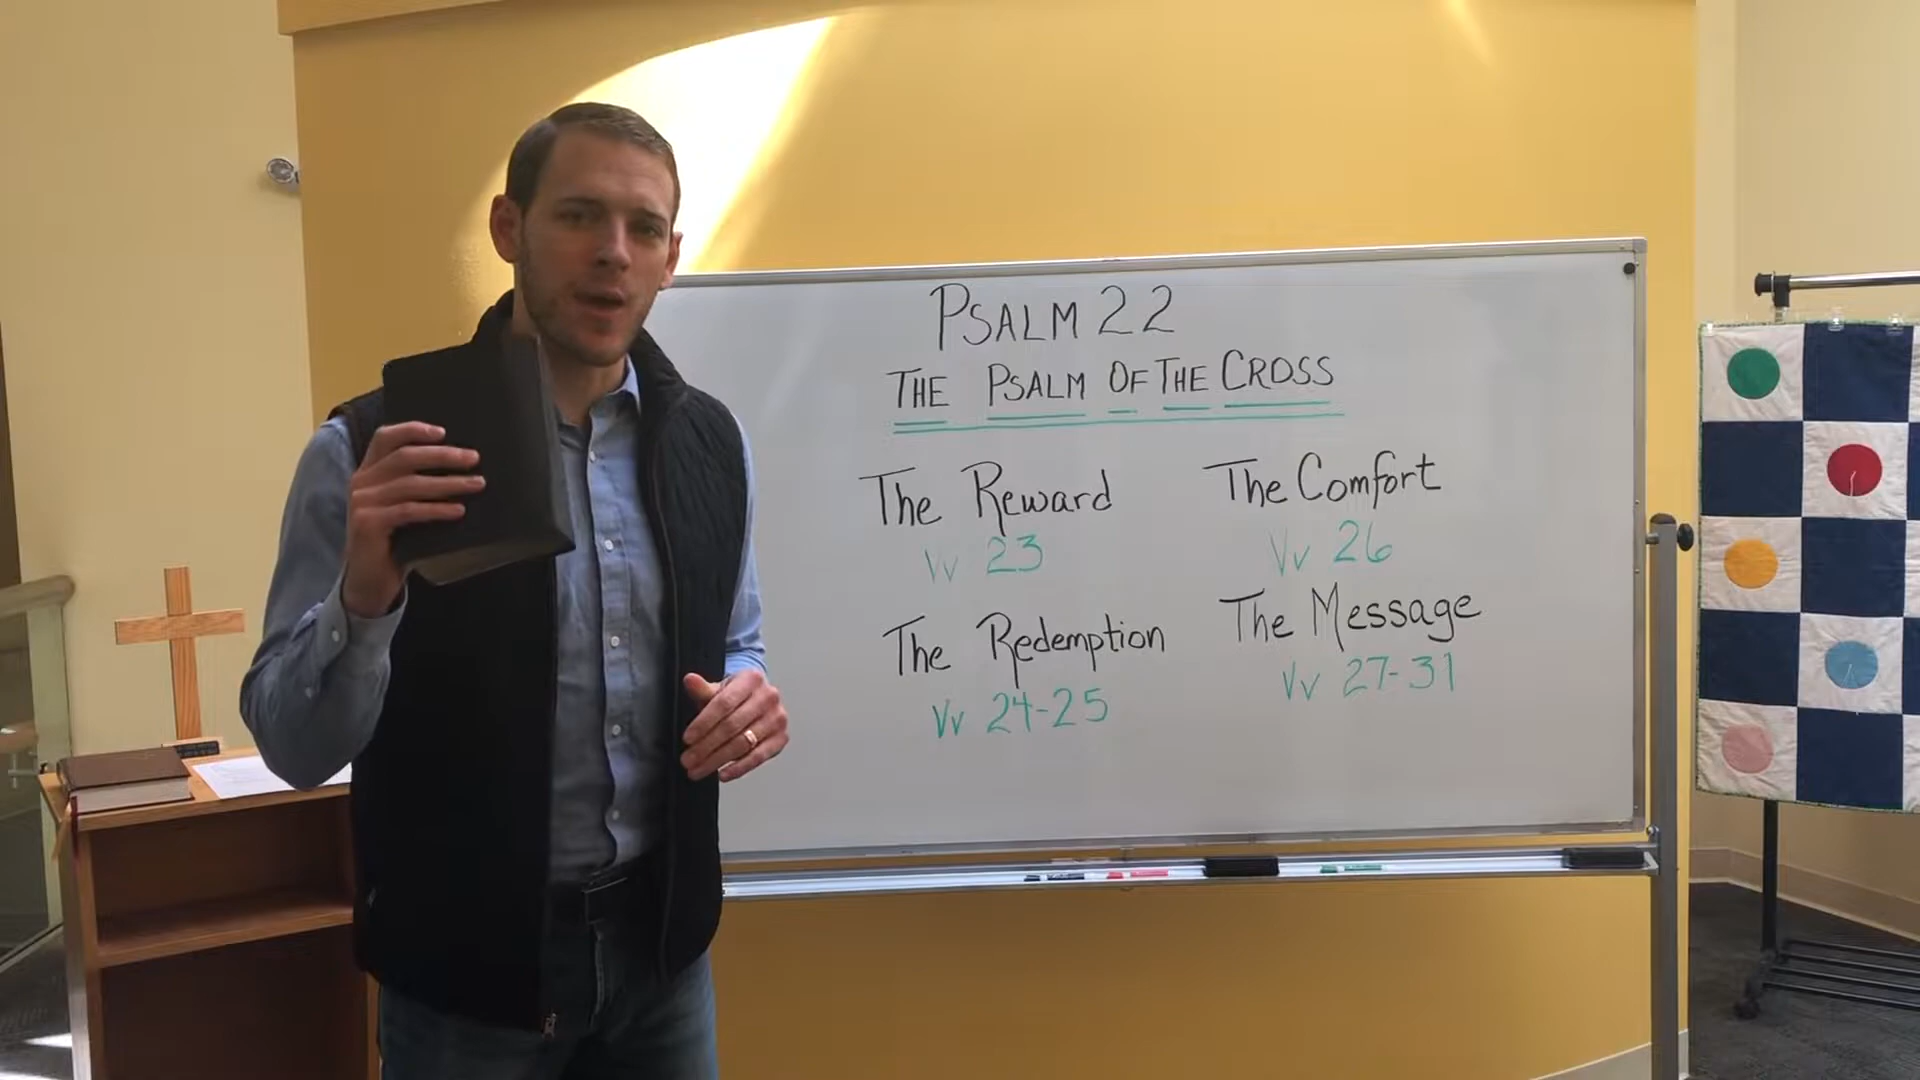 PSALM 22
THE PSALM OF THE CROSS
The Reward
Vv 23
The Redemption
Vv 24-25
The Comfort
Vv 26
The Message
Vv 27-31